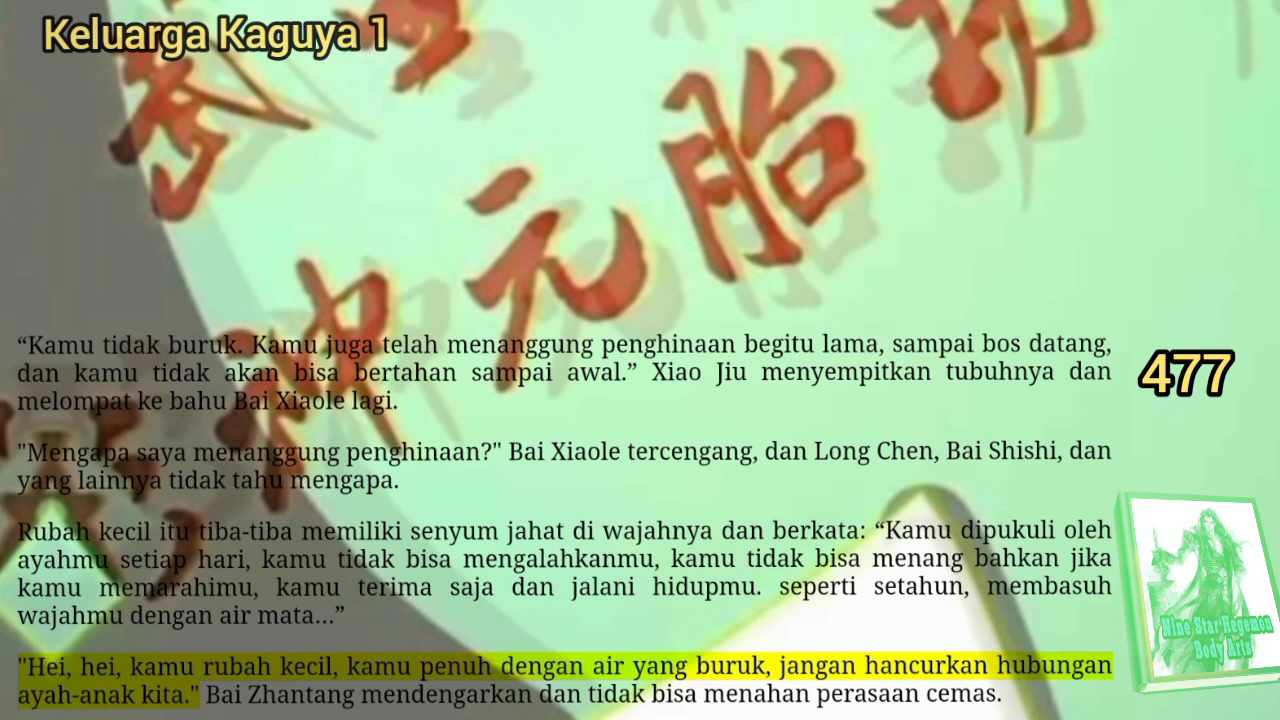 Keluarga Kaguya 1
元胎
神
“Kamu tidak buruk. Kamu juga telah menanggung penghinaan begitu lama, sampai bos datang,
dan kamu tidak akan bisa bertahan sampai awal.” Xiao Jiu menyempitkan tubuhnya dan
melompat ke bahu Bai Xiaole lagi.
477
"Mengapa saya menanggung penghinaan?" Bai Xiaole tercengang, dan Long Chen, Bai Shishi, dan
yang lainnya tidak tahu mengapa.
Rubah kecil itu tiba-tiba memiliki senyum jahat di wajahnya dan berkata: “Kamu dipukuli oleh
ayahmu setiap hari, kamu tidak bisa mengalahkanmu, kamu tidak bisa menang bahkan jika
kamu memarahimu, kamu terima saja dan jalani hidupmu. seperti setahun, membasuh
wajahmu dengan air mata...”
"Hei, hei, kamu rubah kecil, kamu penuh dengan air yang buruk, jangan hancurkan hubungan
ayah-anak kita." Bai Zhantang mendengarkan dan tidak bisa menahan perasaan cemas.
Nine Star Hegemon
Body Arts